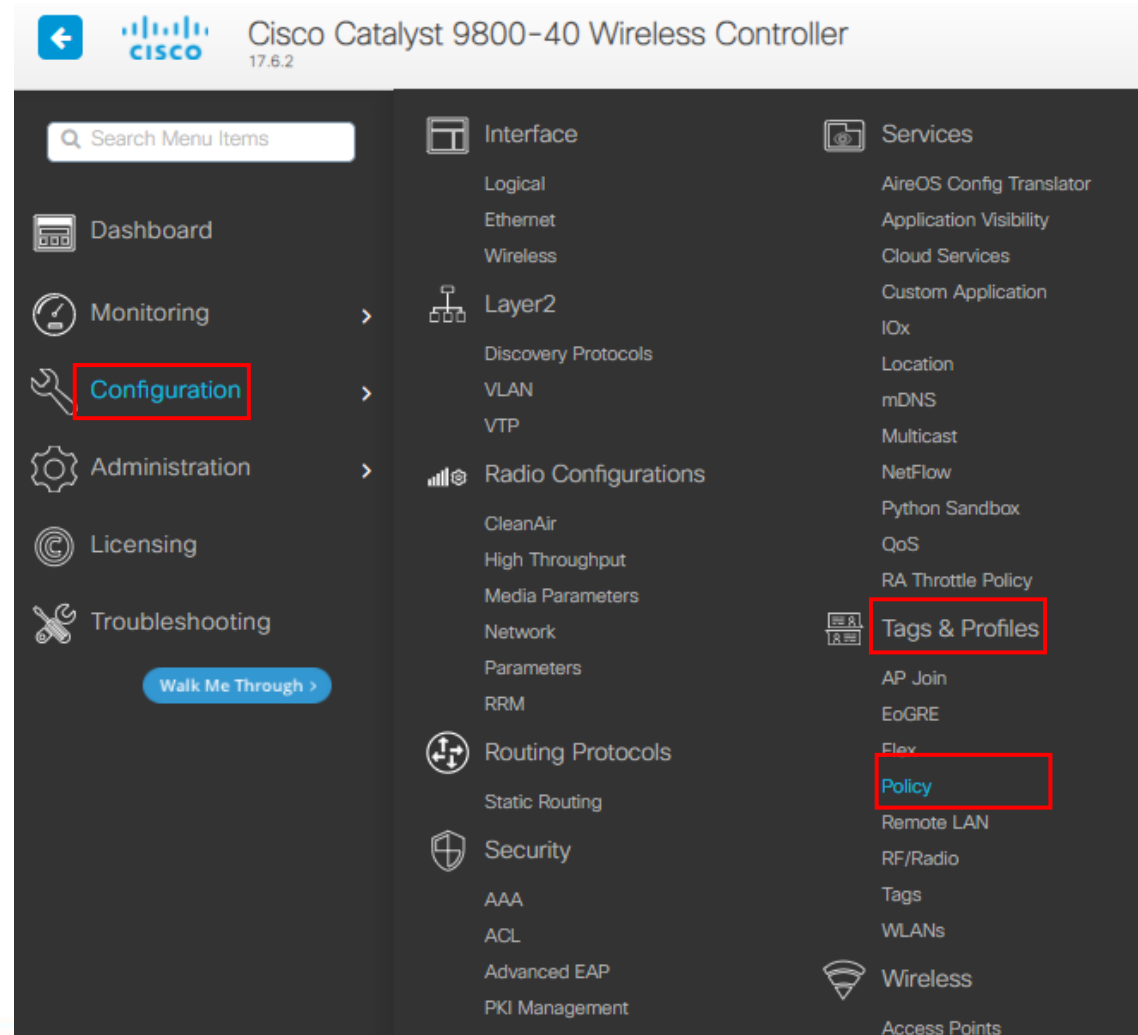 CISCO
Cisco Catalyst 9800-40 Wireless Controller
17.6.2
Search Menu Items
Dashboard
Monitoring
Configuration
Administration
Licensing
Troubleshooting
Walk Me Through >
Interface
Logical
Ethernet
Wireless
Layer2
Discovery Protocols
VLAN
VTP
Radio Configurations
CleanAir
High Throughput
Media Parameters
Network
Parameters
RRM
Routing Protocols
Static Routing
Security
AAA
ACL
Advanced EAP
PKI Management
Services
AireOS Config Translator
Application Visibility
Cloud Services
Custom Application
IOx
Location
mDNS
Multicast
NetFlow
Python Sandbox
QoS
RA Throttle Policy
Tags & Profiles
AP Join
EoGRE
Flex
Policy
Remote LAN
RF/Radio
Tags
WLANs
Wireless
Access Points